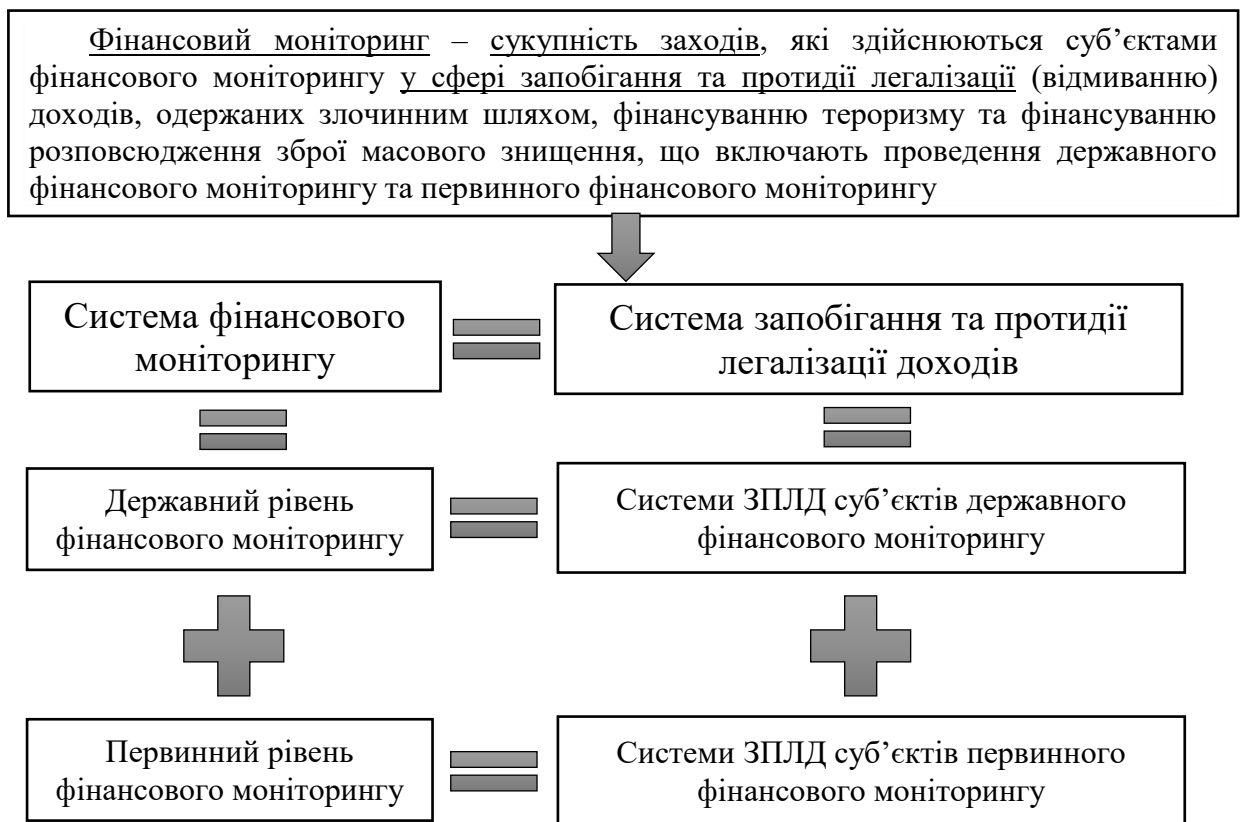 Фінансовий моніторинг – сукупність заходів, які здійснюються суб’єктами
фінансового моніторингу у сфері запобігання та протидії легалізації (відмиванню)
доходів, одержаних злочинним шляхом, фінансуванню тероризму та фінансуванню
розповсюдження зброї масового знищення, що включають проведення державного
фінансового моніторингу та первинного фінансового моніторингу
Система фінансового
моніторингу
Система запобігання та протидії
легалізації доходів
Державний рівень
фінансового моніторингу
Системи ЗПЛД суб’єктів державного
фінансового моніторингу
Первинний рівень
фінансового моніторингу
Системи ЗПЛД суб’єктів первинного
фінансового моніторингу